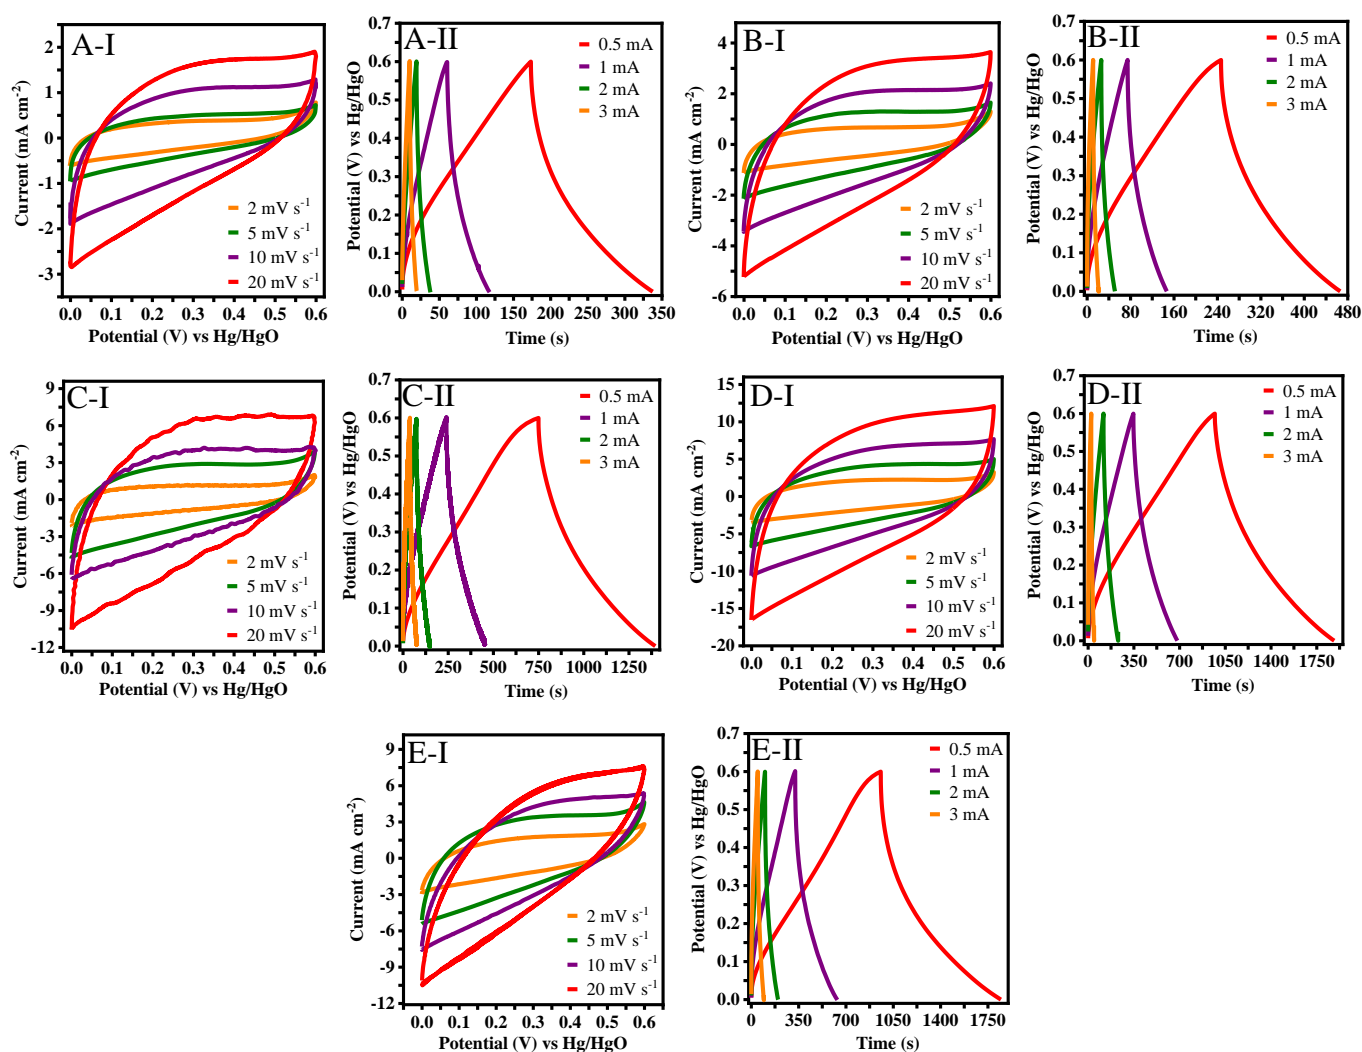 A-I
2
1
0
-1
-3
Current (mA cm-2)
2 mV s-1
5 mV s-1
10 mV s-1
20 mV s-1
0.0 0.1 0.2 0.3 0.4 0.5 0.6
Potential (V) vs Hg/HgO
A-II
0.7
0.6
0.5
0.4
0.3
0.2
0.1
0.0
Potential (V) vs Hg/HgO
0.5 mA
1 mA
2 mA
3 mA
0 50 100 150 200 250 300 350
Time (s)
B-I
4
2
0
-2
-4
-6
Current (mA cm-2)
2 mV s-1
5 mV s-1
10 mV s-1
20 mV s-1
0.0 0.1 0.2 0.3 0.4 0.5 0.6
Potential (V) vs Hg/HgO
B-II
0.7
0.6
0.5
0.4
0.3
0.2
0.1
0.0
Potential (V) vs Hg/HgO
0.5 mA
1 mA
2 mA
3 mA
0 80 160 240 320 400 480
Time (s)
C-I
9
6
3
0
-3
-6
-9
-12
Current (mA cm-2)
2 mV s-1
5 mV s-1
10 mV s-1
20 mV s-1
0.0 0.1 0.2 0.3 0.4 0.5 0.6
Potential (V) vs Hg/HgO
C-II
0.7
0.6
0.5
0.4
0.3
0.2
0.1
0.0
Potential (V) vs Hg/HgO
0.5 mA
1 mA
2 mA
3 mA
0 250 500 750 1000 1250
Time (s)
D-I
15
10
5
0
-5
-10
-15
-20
Current (mA cm-2)
2 mV s-1
5 mV s-1
10 mV s-1
20 mV s-1
0.0 0.1 0.2 0.3 0.4 0.5 0.6
Potential (V) vs Hg/HgO
D-II
0.7
0.6
0.5
0.4
0.3
0.2
0.1
0.0
Potential (V) vs Hg/HgO
0.5 mA
1 mA
2 mA
3 mA
0 350 700 1050 1400 1750
Time (s)
E-I
9
6
3
0
-3
-6
-9
-12
Current (mA cm-2)
2 mV s-1
5 mV s-1
10 mV s-1
20 mV s-1
0.0 0.1 0.2 0.3 0.4 0.5 0.6
Potential (V) vs Hg/HgO
E-II
0.7
0.6
0.5
0.4
0.3
0.2
0.1
0.0
Potential (V) vs Hg/HgO
0.5 mA
1 mA
2 mA
3 mA
0 350 700 1050 1400 1750
Time (s)